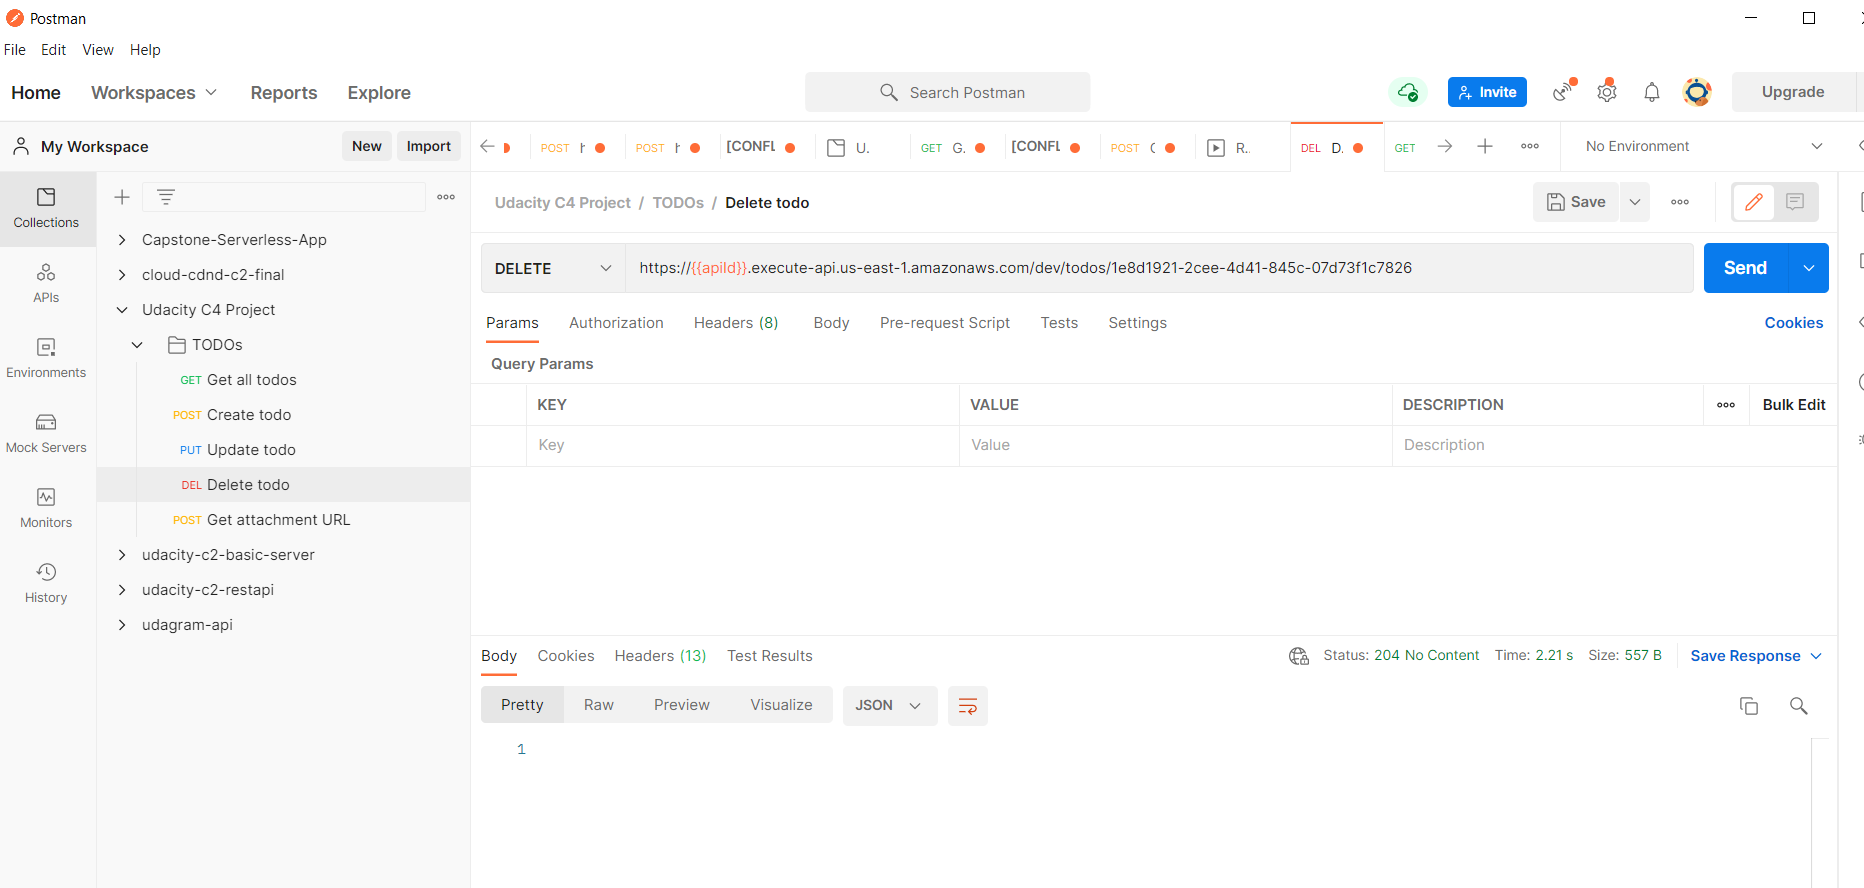 Postman
File Edit View Help
Home Workspaces Reports Explore
Search Postman
Invite
Upgrade
My Workspace
New
Import
POST
POST
[CONFL
U.
GET G.
[CONFL
POST
R..
DEL D.
GET
No Environment
Collections
APIs
Environments
Mock Servers
Monitors
History
Capstone-Serverless-App
cloud-cdnd-c2-final
Udacity C4 Project
TODOs
GET Get all todos
POST Create todo
PUT Update todo
DEL Delete todo
POST Get attachment URL
udacity-c2-basic-server
udacity-c2-restapi
udagram-api
Udacity C4 Project / TODOs / Delete todo
Save
DELETE
https://{{apiId}}.execute-api.us-east-1.amazonaws.com/dev/todos/1e8d1921-2cee-4d41-845c-07d73f1c7826
Send
Params Authorization Headers (8) Body Pre-request Script Tests Settings
Cookies
Query Params
KEY VALUE DESCRIPTION
Bulk Edit
Key Value Description
Body Cookies Headers (13) Test Results
Status: 204 No Content Time: 2.21 s Size: 557 B
Save Response
Pretty Raw Preview Visualize
JSON
1